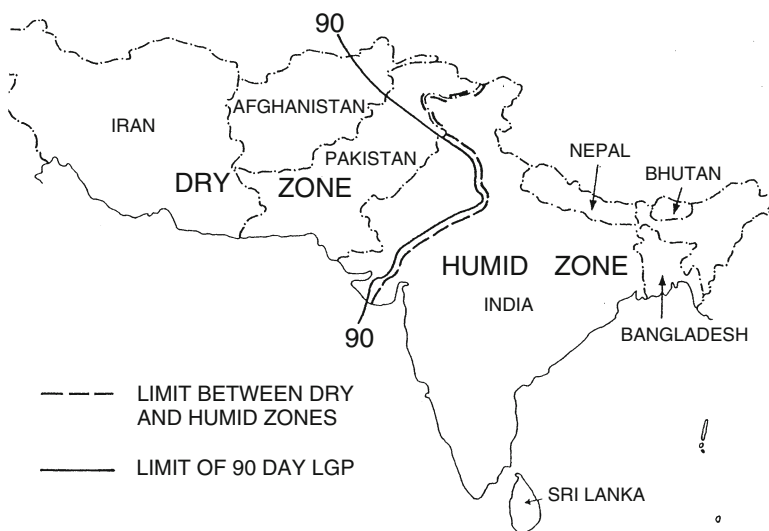 90
AFGHANISTAN
IRAN
PAKISTAN
NEPAL
BHUTAN
DRY ZONE
HUMID ZONE
INDIA
BANGLADESH
90
LIMIT BETWEEN DRY
AND HUMID ZONES
LIMIT OF 90 DAY LGP
SRI LANKA